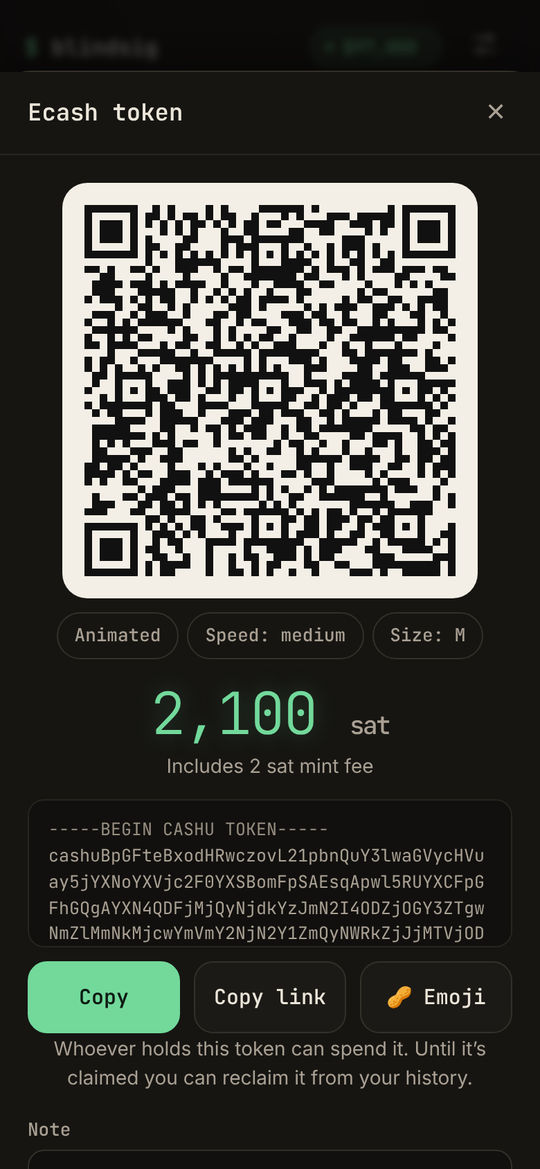 $ blindsig
Ecash token
Animated
Speed: medium
Size: M
2,100 sat
Includes 2 sat mint fee
-----BEGIN CASHU TOKEN-----
cashuBpGFteBxodHRwczovL21pbnQuY3lwaGVycHVu
ay5jYXNoYXVjc2F0YXSBomFpSAEsqApwl5RUYXCFpG
FhGQgAYXN4QDFjMjQyNjdkYzJmN2I4ODZjOGY3ZTgw
NmZlMmNkMjcwYmVmY2NjN2Y1ZmQyNWRkZjJjMTVjOD
Copy
Copy link
🥜 Emoji
Whoever holds this token can spend it. Until it’s
claimed you can reclaim it from your history.
Note